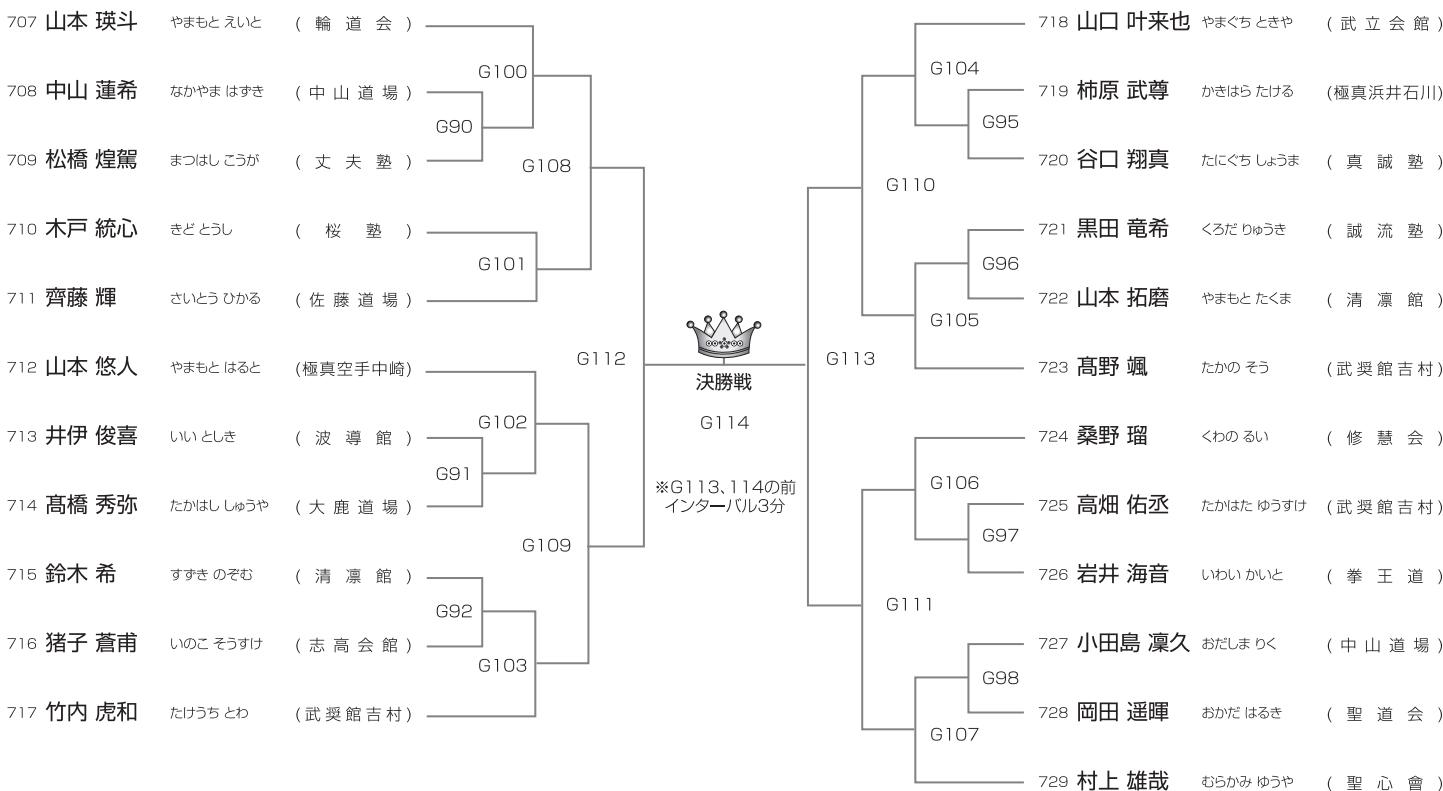 707 山本 瑛斗 やまもと えいと (輪道会)
708 中山 蓮希 なかやま はずき (中山道場)
709 松橋 煌駕 まつはし こうが (丈夫塾)
710 木戸 統心 きど とうし (桜塾)
711 齊藤 輝 さいとう ひかる (佐藤道場)
712 山本 悠人 やまもと はると (極真空手中崎)
713 井伊 俊喜 いい としき (波導館)
714 髙橋 秀弥 たかはし しゅうや (大鹿道場)
715 鈴木 希 すずき のぞむ (清凛館)
716 猪子 蒼甫 いのこ そうすけ (志高会館)
717 竹内 虎和 たけうち とわ (武奨館吉村)
G100
G90
G108
G101
G112
G102
G91
G109
G92
G103
決勝戦
G114
※G113、114の前
インターバル3分
G104
G95
G110
G96
G105
G113
G106
G97
G111
G98
G107
718 山口 叶来也 やまぐち ときや (武立会館)
719 柿原 武尊 かきはら たける (極真浜井石川)
720 谷口 翔真 たにぐち しょうま (真誠塾)
721 黒田 竜希 くろだ りゅうき (誠流塾)
722 山本 拓磨 やまもと たくま (清凛館)
723 髙野 颯 たかの そう (武奨館吉村)
724 桑野 瑠 くわの るい (修慧会)
725 高畑 佑丞 たかはた ゆうすけ (武奨館吉村)
726 岩井 海音 いわい かいと (拳王道)
727 小田島 凜久 おだしま りく (中山道場)
728 岡田 遥暉 おかだ はるき (聖道会)
729 村上 雄哉 むらかみ ゆうや (聖心會)